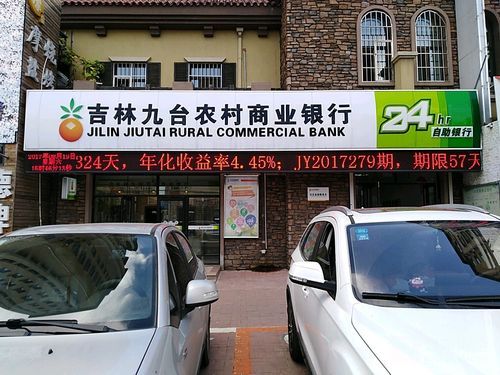 吉林九台农村商业银行
JILIN JIUTAI RURAL COMMERCIAL BANK
24hr
自助银行
324天，年化收益率4.45%；JY2017279期，期限57天